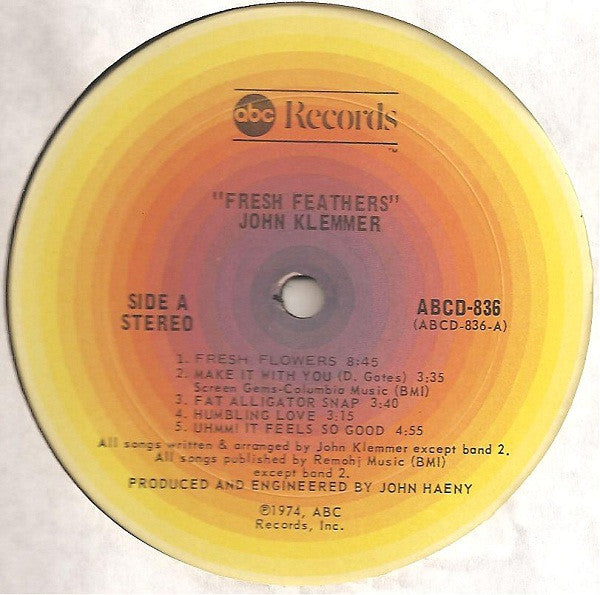 abc Records
TM
"FRESH FEATHERS"
JOHN KLEMMER
SIDE A
STEREO
ABCD-836
(ABCD-836-A)
1. FRESH FLOWERS 8:45
2. MAKE IT WITH YOU (D. Gates) 3:35
Screen Gems-Columbia Music (BMI)
3. FAT ALLIGATOR SNAP 3:40
4. HUMBLING LOVE 3:15
5. UHMM! IT FEELS SO GOOD 4:55
All songs written & arranged by John Klemmer except band 2.
All songs published by Remohj Music (BMI)
except band 2.
PRODUCED AND ENGINEERED BY JOHN HAENY
℗1974, ABC
Records, Inc.